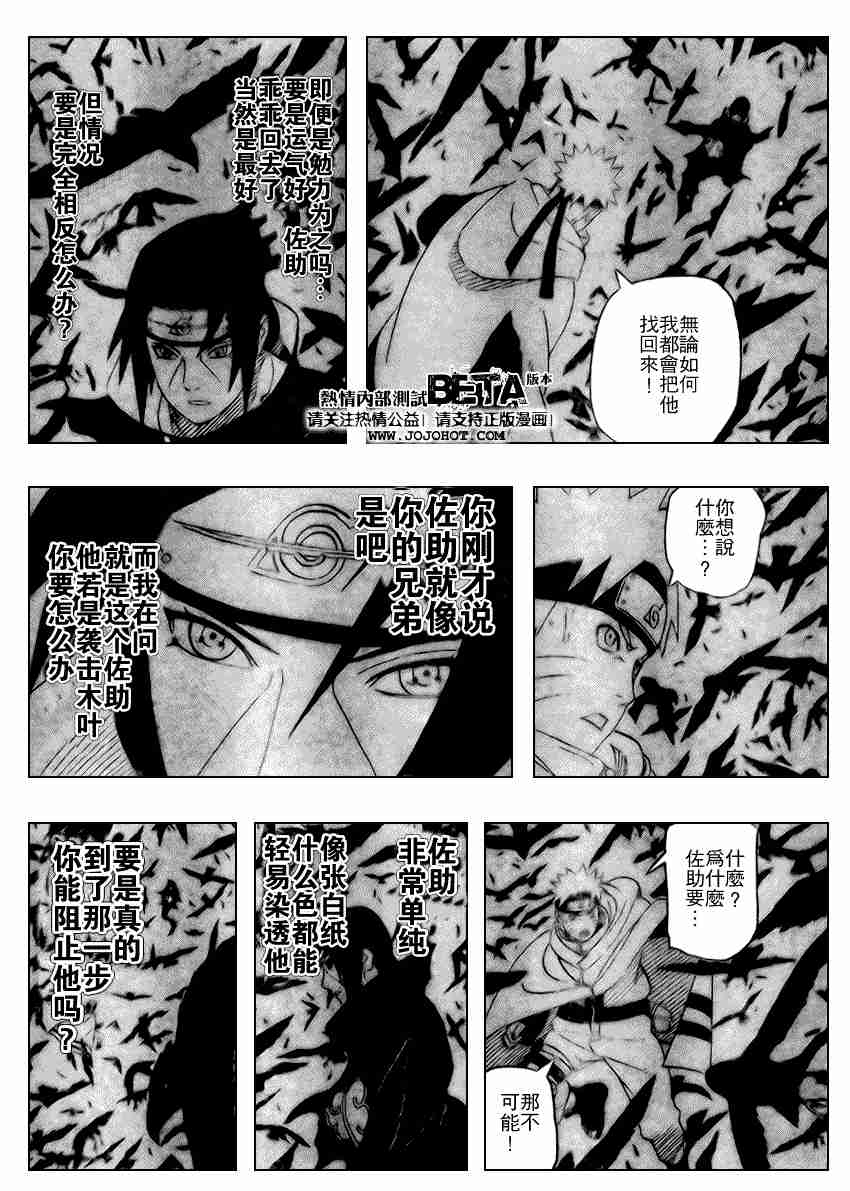 無論如何
我都會把他
找回來！
即便是勉力为之吗…
要是运气好 佐助
乖乖回去了
当然是最好
但情况
要是完全相反怎么办？
熱情內部測試BETA版本
请关注热情公益| 请支持正版漫画|
WWW.JOJOHOT.COM
你想說
什麼…？
你刚才说
佐助就像
你的兄弟
是吧
而我在问
就是这个佐助
他若是袭击木叶
你要怎么办
什麼？
爲什麼
佐助要…
那不
可能！
佐助
非常单纯
像张白纸
什么色都能
轻易染透他
要是真的
到了那一步
你能阻止他吗？